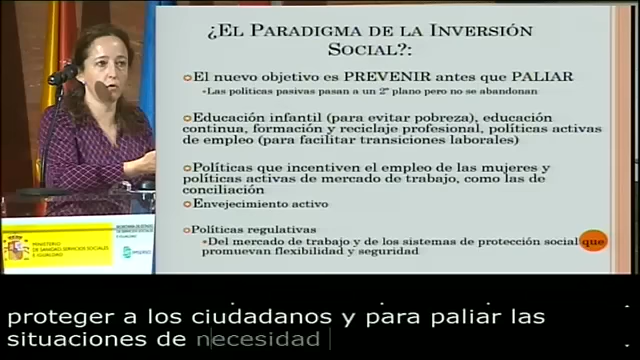 ¿EL PARADIGMA DE LA INVERSIÓN
SOCIAL?:
El nuevo objetivo es PREVENIR antes que PALIAR
Las políticas pasivas pasan a un 2º plano pero no se abandonan
Educación infantil (para evitar pobreza), educación
continua, formación y reciclaje profesional, políticas activas
de empleo (para facilitar transiciones laborales)
Políticas que incentiven el empleo de las mujeres y
políticas activas de mercado de trabajo, como las de
conciliación
Envejecimiento activo
Políticas regulativas
Del mercado de trabajo y de los sistemas de protección social que
promuevan flexibilidad y seguridad
MINISTERIO
DE SANIDAD, SERVICIOS SOCIALES
E IGUALDAD
proteger a los ciudadanos y para paliar las
situaciones de necesidad